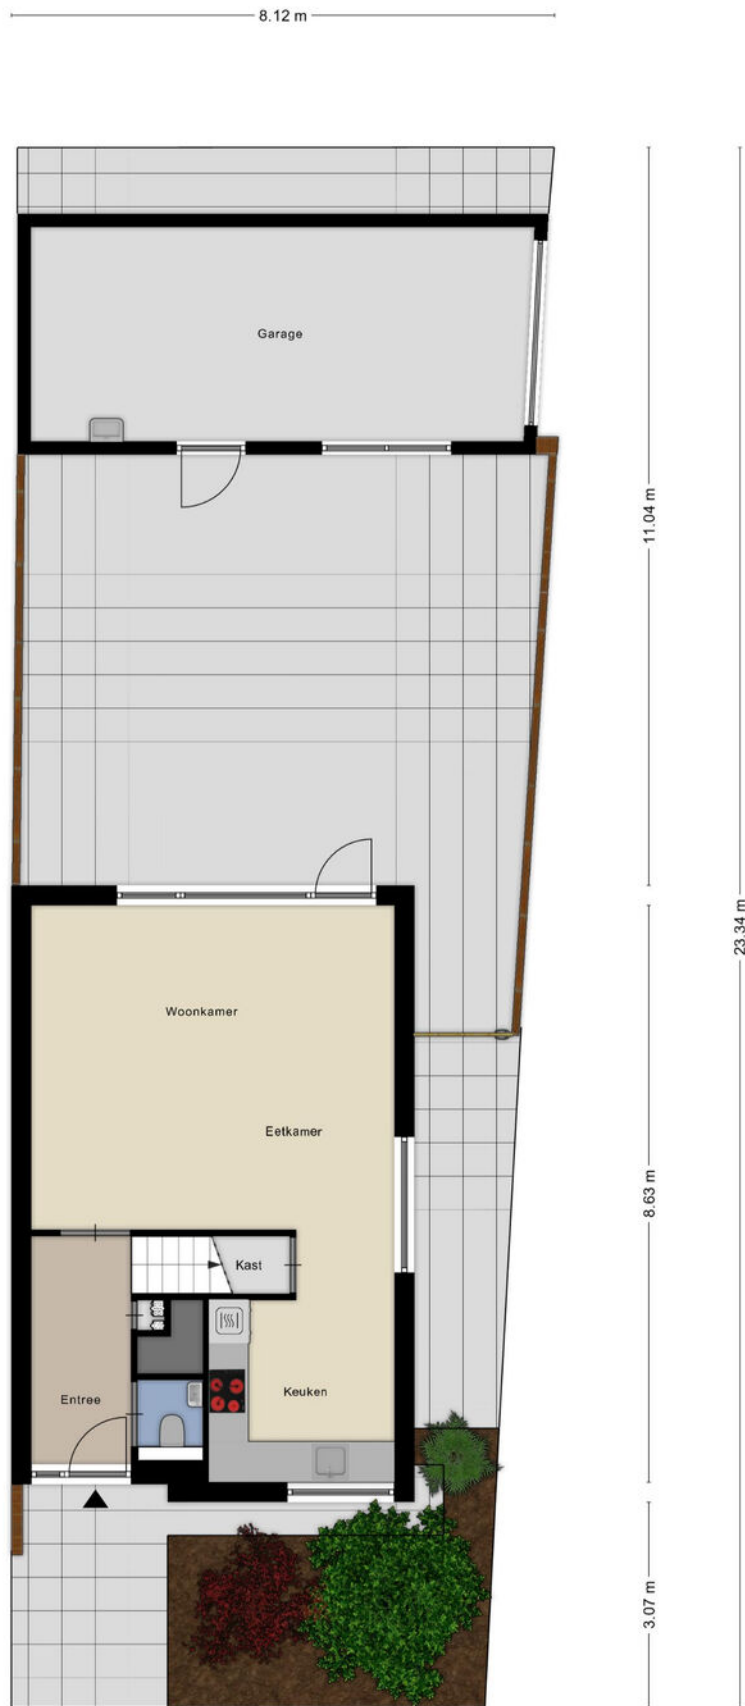 8.12 m
Garage
11.04 m
23.34 m
Woonkamer
Eetkamer
8.63 m
Kast
Entree
Keuken
3.07 m